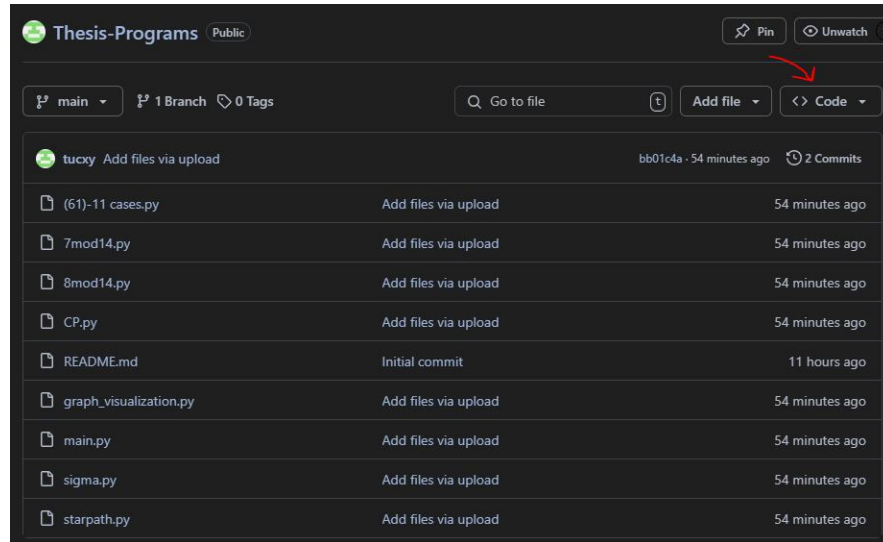 Thesis-Programs Public Pin Unwatch
main 1 Branch 0 Tags Go to file t Add file <> Code
tucxy Add files via upload bb01c4a · 54 minutes ago 2 Commits
(61)-11 cases.py Add files via upload 54 minutes ago
7mod14.py Add files via upload 54 minutes ago
8mod14.py Add files via upload 54 minutes ago
CP.py Add files via upload 54 minutes ago
README.md Initial commit 11 hours ago
graph_visualization.py Add files via upload 54 minutes ago
main.py Add files via upload 54 minutes ago
sigma.py Add files via upload 54 minutes ago
starpath.py Add files via upload 54 minutes ago